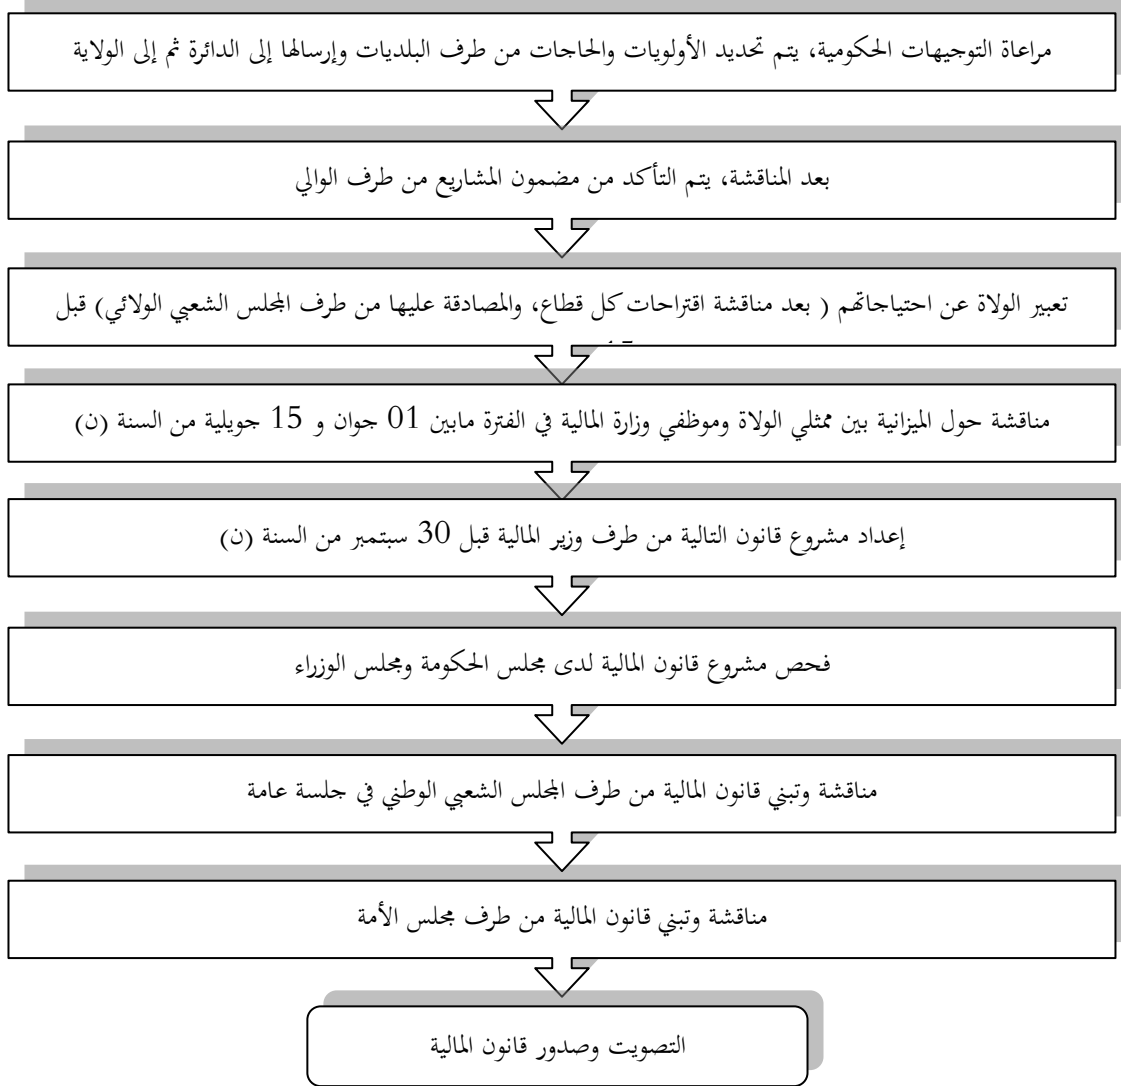 مراعاة التوجيهات الحكومية، يتم تحديد الأولويات والحاجات من طرف البلديات وإرسالها إلى الدائرة ثم إلى الولاية
بعد المناقشة، يتم التأكد من مضمون المشاريع من طرف الوالي
تعبير الولاة عن احتياجاتهم ( بعد مناقشة اقتراحات كل قطاع، والمصادقة عليها من طرف المجلس الشعبي الولائي) قبل
مناقشة حول الميزانية بين ممثلي الولاة وموظفي وزارة المالية في الفترة مابين 01 جوان و 15 جويلية من السنة (ن)
إعداد مشروع قانون التالية من طرف وزير المالية قبل 30 سبتمبر من السنة (ن)
فحص مشروع قانون المالية لدى مجلس الحكومة ومجلس الوزراء
مناقشة وتبني قانون المالية من طرف المجلس الشعبي الوطني في جلسة عامة
مناقشة وتبني قانون المالية من طرف مجلس الأمة
التصويت وصدور قانون المالية